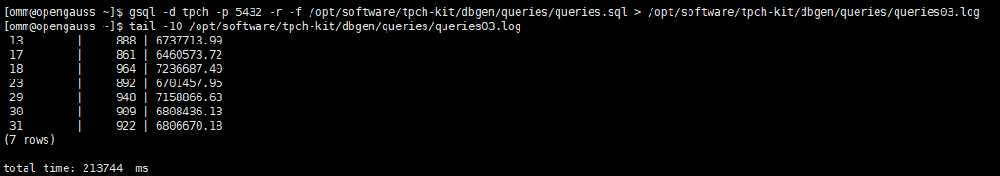 [omm@opengauss ~]$ gsql -d tpch -p 5432 -r -f /opt/software/tpch-kit/dbgen/queries/queries.sql > /opt/software/tpch-kit/dbgen/queries/queries03.log
[omm@opengauss ~]$ tail -10 /opt/software/tpch-kit/dbgen/queries/queries03.log
 13        |     888 | 6737713.99
 17        |     861 | 6460573.72
 18        |     964 | 7236687.40
 23        |     892 | 6701457.95
 29        |     948 | 7158866.63
 30        |     909 | 6808436.13
 31        |     922 | 6806670.18
(7 rows)
total time: 213744  ms